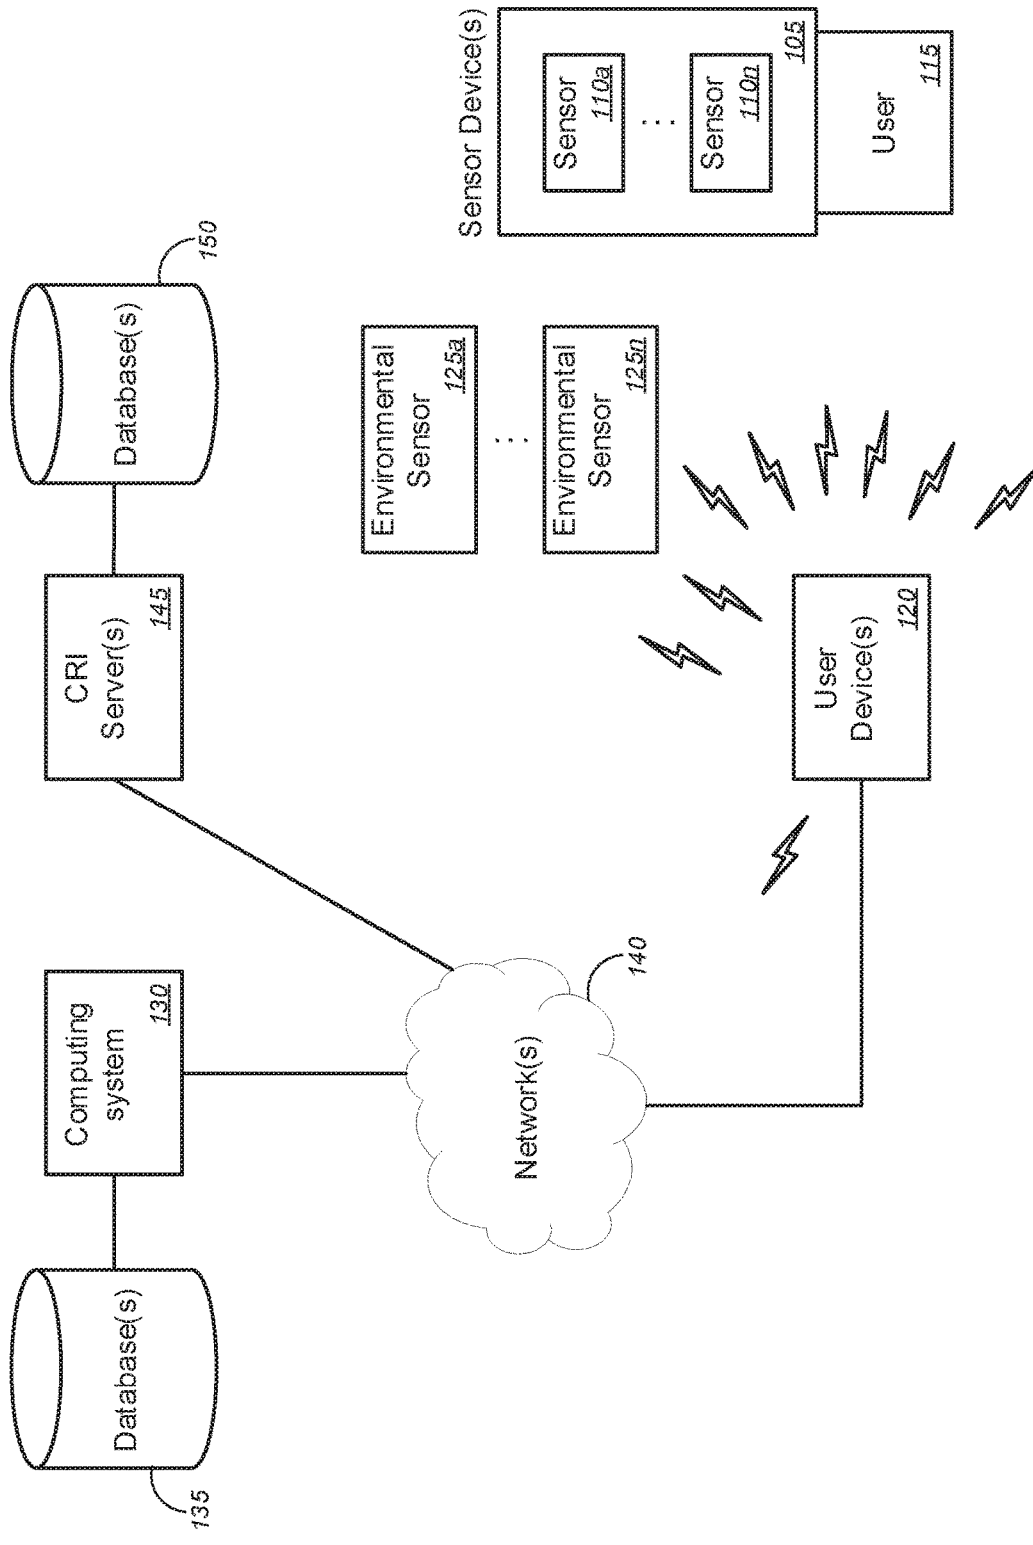 Database(s)
135
Computing
system
130
CRI
Server(s)
145
Database(s)
150
Network(s)
140
Environmental
Sensor
125a
...
Environmental
Sensor
125n
User
Device(s)
120
Sensor Device(s)
Sensor
110a
...
Sensor
110n
105
User
115